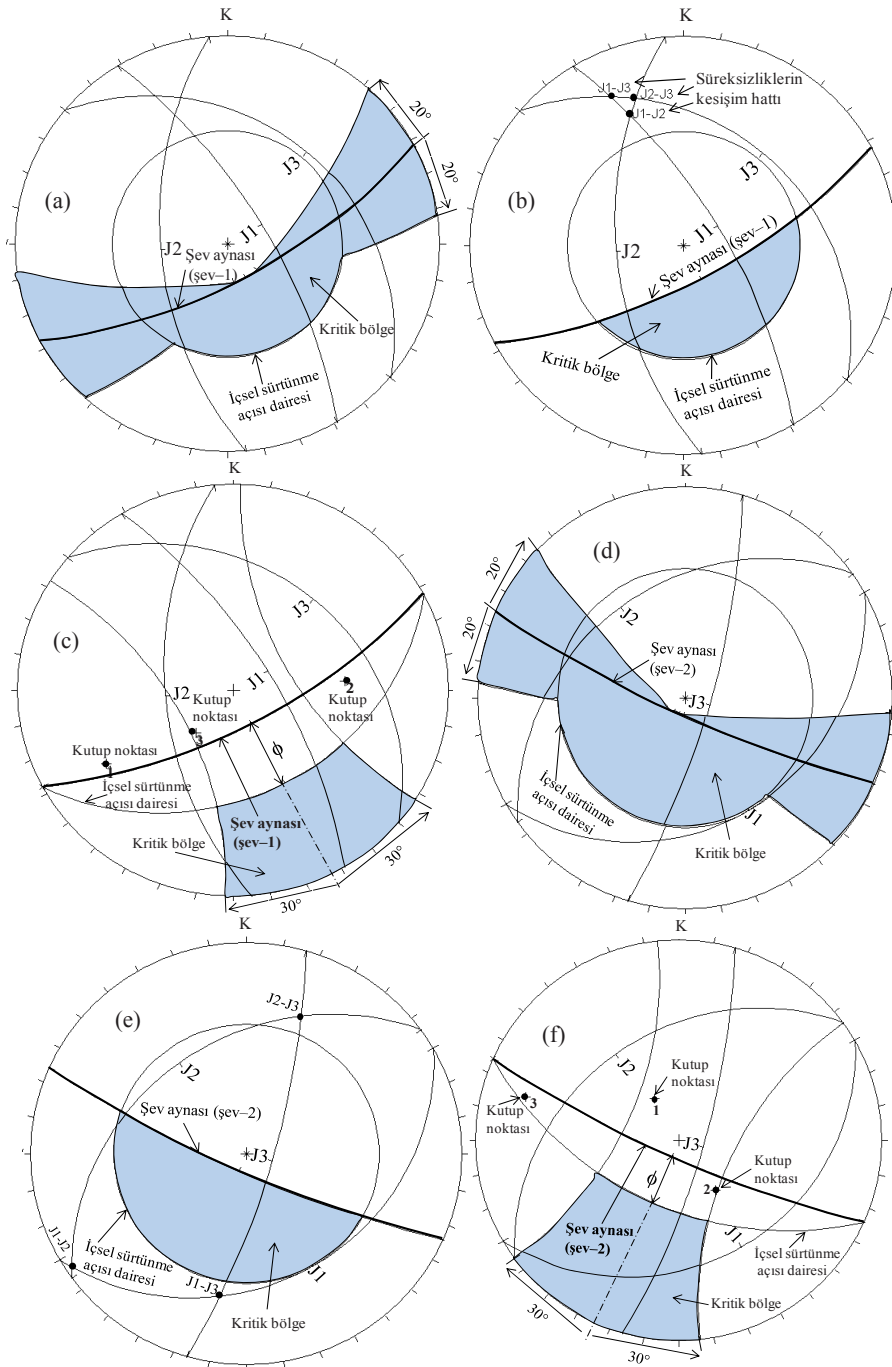 K
K
20°
20°
(a)
J3
J1
J2
Şev aynası
(şev–1)
Kritik bölge
İçsel sürtünme
açısı dairesi
Süreksizliklerin
kesişim hattı
J1-J3
J2-J3
J1-J2
(b)
J3
J1
J2
Şev aynası (şev–1)
Kritik bölge
İçsel sürtünme
açısı dairesi
K
K
(c)
J3
J1
J2
Kutup
noktası
3
2
Kutup
noktası
Kutup noktası
1
İçsel sürtünme
açısı dairesi
ϕ
Şev aynası
(şev–1)
Kritik bölge
30°
30°
(d)
20°
20°
J2
Şev aynası
(şev–2)
J3
İçsel sürtünme
açısı dairesi
J1
Kritik bölge
K
K
(e)
J2-J3
J2
Şev aynası (şev–2)
J3
J1-J2
İçsel sürtünme
açısı dairesi
J1-J3
J1
Kritik bölge
(f)
J2
Kutup
noktası
1
3
Kutup
noktası
J3
Kutup
noktası
2
ϕ
Şev aynası
(şev–2)
J1
İçsel sürtünme
açısı dairesi
Kritik bölge
30°
30°